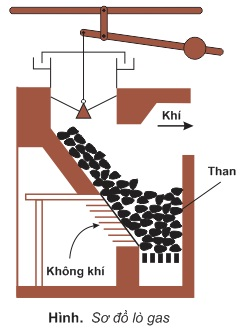 Khí
Than
Không khí
Hình. Sơ đồ lò gas